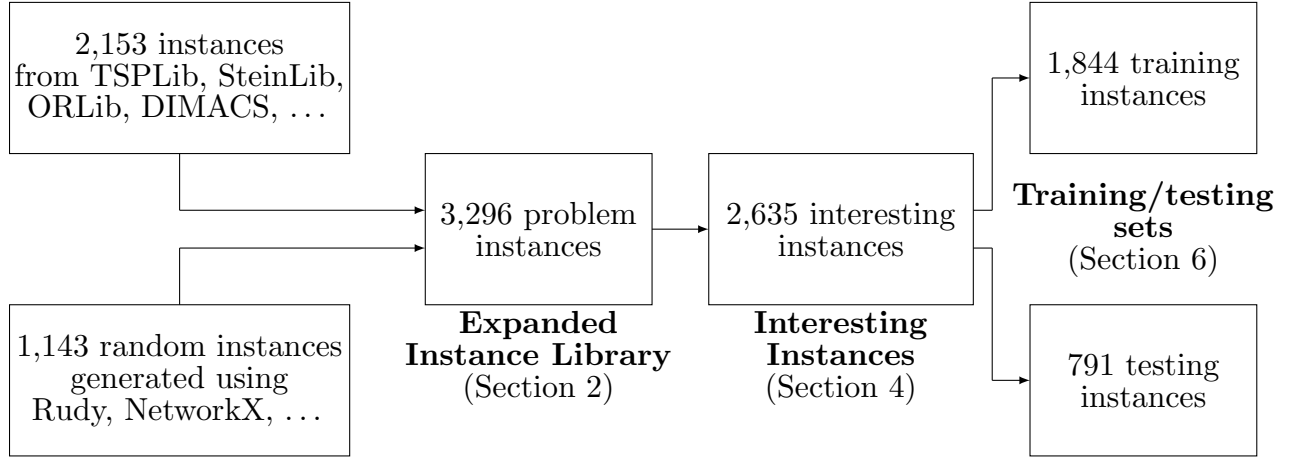 2,153 instances
from TSPLib, SteinLib,
ORLib, DIMACS, . . .
1,143 random instances
generated using
Rudy, NetworkX, . . .
3,296 problem
instances
Expanded
Instance Library
(Section 2)
2,635 interesting
instances
Interesting
Instances
(Section 4)
1,844 training
instances
Training/testing
sets
(Section 6)
791 testing
instances